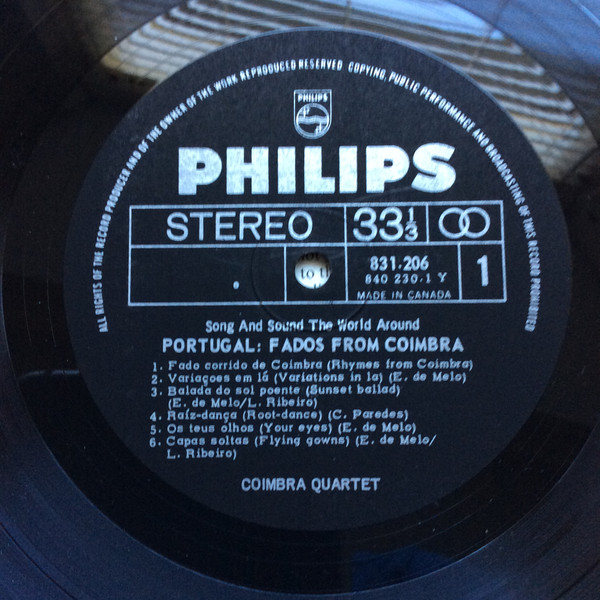 ALL RIGHTS OF THE RECORD PRODUCER AND OF THE OWNER OF THE WORK REPRODUCED RESERVED COPYING, PUBLIC PERFORMANCE AND BROADCASTING OF THIS RECORD PROHIBITED
PHILIPS
PHILIPS
STEREO 33 1/3
831.206
840 230.1 Y
MADE IN CANADA
1
to t
Song And Sound The World Around
PORTUGAL: FADOS FROM COIMBRA
1. Fado corrido de Coimbra (Rhymes from Coimbra)
2. Variaçoes em lá (Variations in la) (E. de Melo)
3. Balada do sol poente (Sunset ballad)
(E. de Melo/L. Ribeiro)
4. Raíz-dança (Root-dance) (C. Paredes)
5. Os teus olhos (Your eyes) (E. de Melo)
6. Capas soltas (Flying gowns) (E. de Melo/
L. Ribeiro)
COIMBRA QUARTET